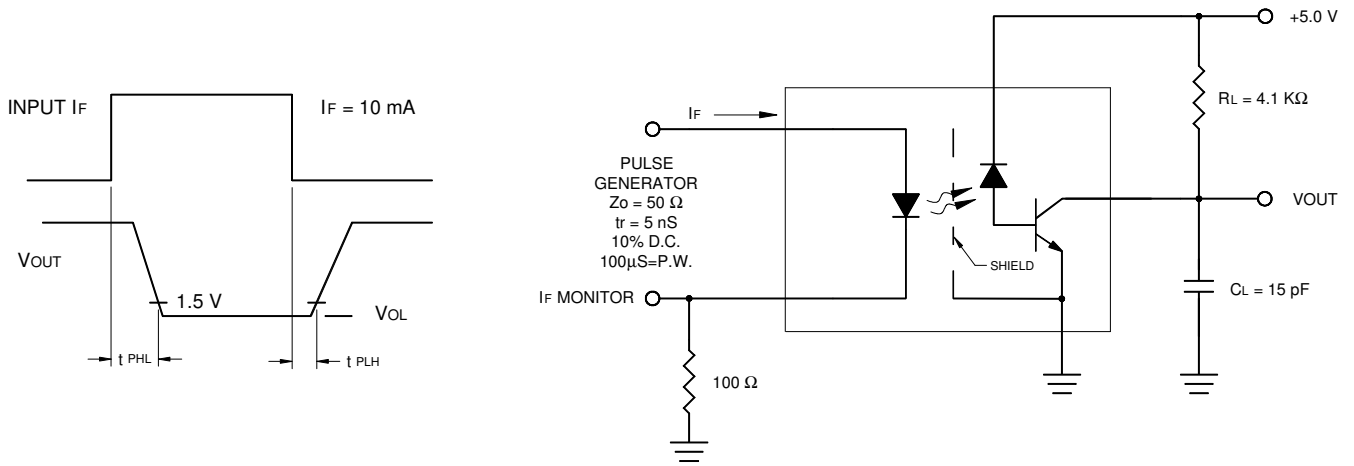 INPUT IF
IF = 10 mA
VOUT
1.5 V
VOL
t PHL
t PLH
+5.0 V
RL = 4.1 KΩ
IF
PULSE
GENERATOR
Zo = 50 Ω
tr = 5 nS
10% D.C.
100μS=P.W.
VOUT
SHIELD
IF MONITOR
CL = 15 pF
100 Ω